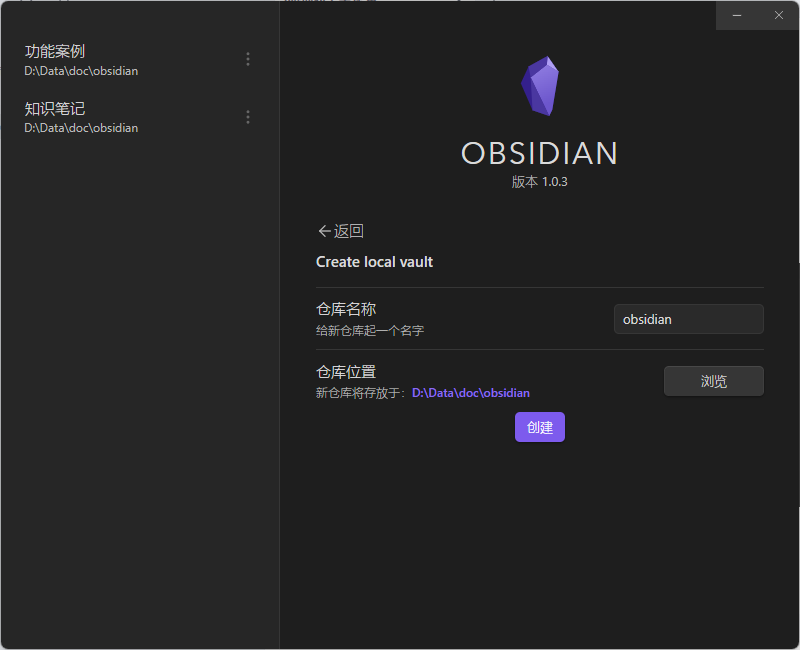 功能案例
D:\Data\doc\obsidian
知识笔记
D:\Data\doc\obsidian
OBSIDIAN
版本 1.0.3
返回
Create local vault
仓库名称
给新仓库起一个名字
obsidian
仓库位置
新仓库将存放于：D:\Data\doc\obsidian
浏览
创建